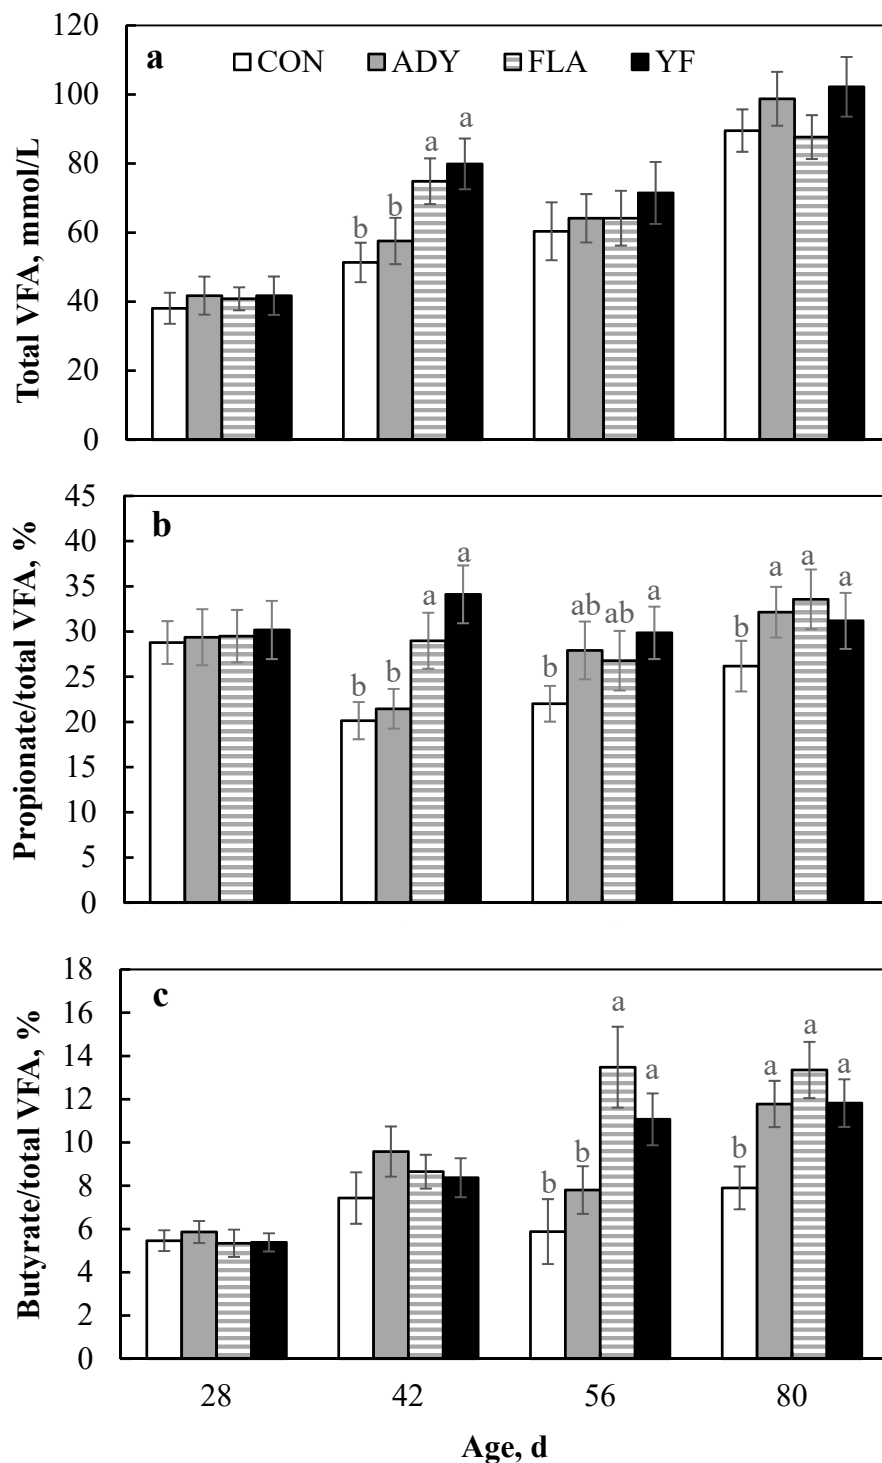 120
a
CON ADY FLA YF
100
80
60
40
20
0
Total VFA, mmol/L
b b a a
45
b
40
35
30
25
20
15
10
5
0
Propionate/total VFA, %
b b a a
b ab ab a
b a a a
18
c
16
14
12
10
8
6
4
2
0
Butyrate/total VFA, %
b b a a
b a a a
28 42 56 80
Age, d